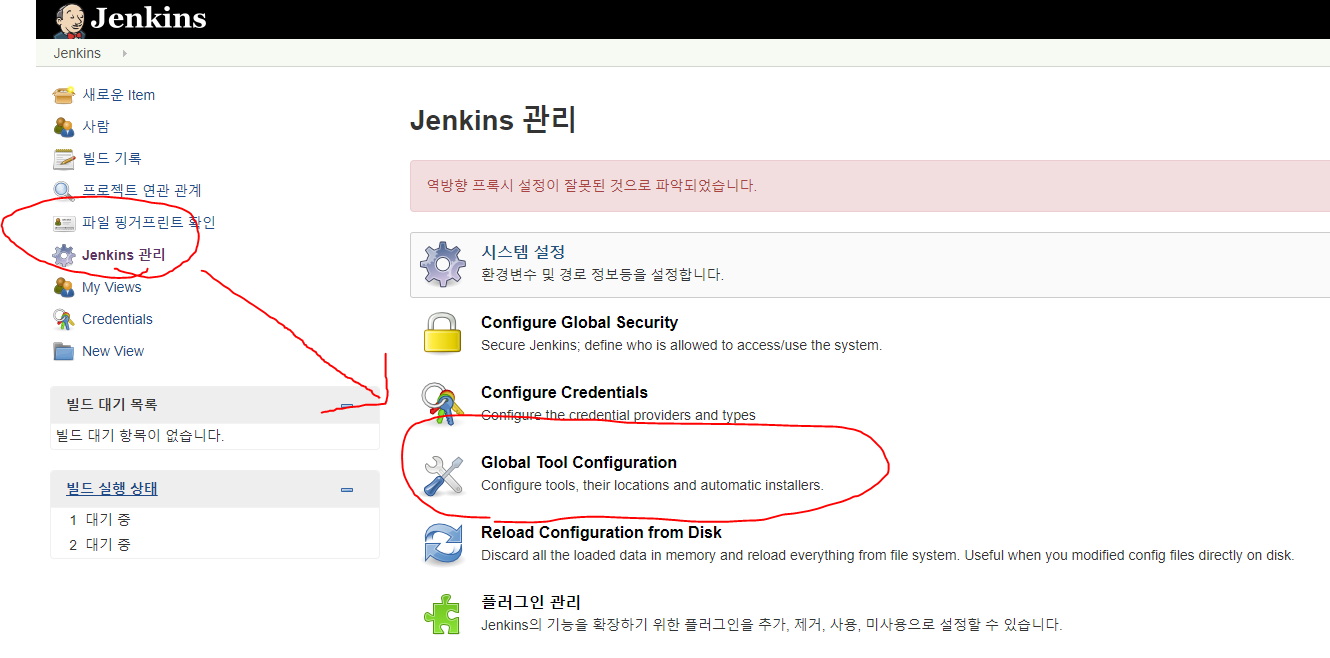 Jenkins
Jenkins
새로운 Item
사람
빌드 기록
프로젝트 연관 관계
파일 핑거프린트 확인
Jenkins 관리
My Views
Credentials
New View
빌드 대기 목록
빌드 대기 항목이 없습니다.
빌드 실행 상태
1 대기 중
2 대기 중
Jenkins 관리
역방향 프록시 설정이 잘못된 것으로 파악되었습니다.
시스템 설정
환경변수 및 경로 정보등을 설정합니다.
Configure Global Security
Secure Jenkins; define who is allowed to access/use the system.
Configure Credentials
Configure the credential providers and types
Global Tool Configuration
Configure tools, their locations and automatic installers.
Reload Configuration from Disk
Discard all the loaded data in memory and reload everything from file system. Useful when you modified config files directly on disk.
플러그인 관리
Jenkins의 기능을 확장하기 위한 플러그인을 추가, 제거, 사용, 미사용으로 설정할 수 있습니다.